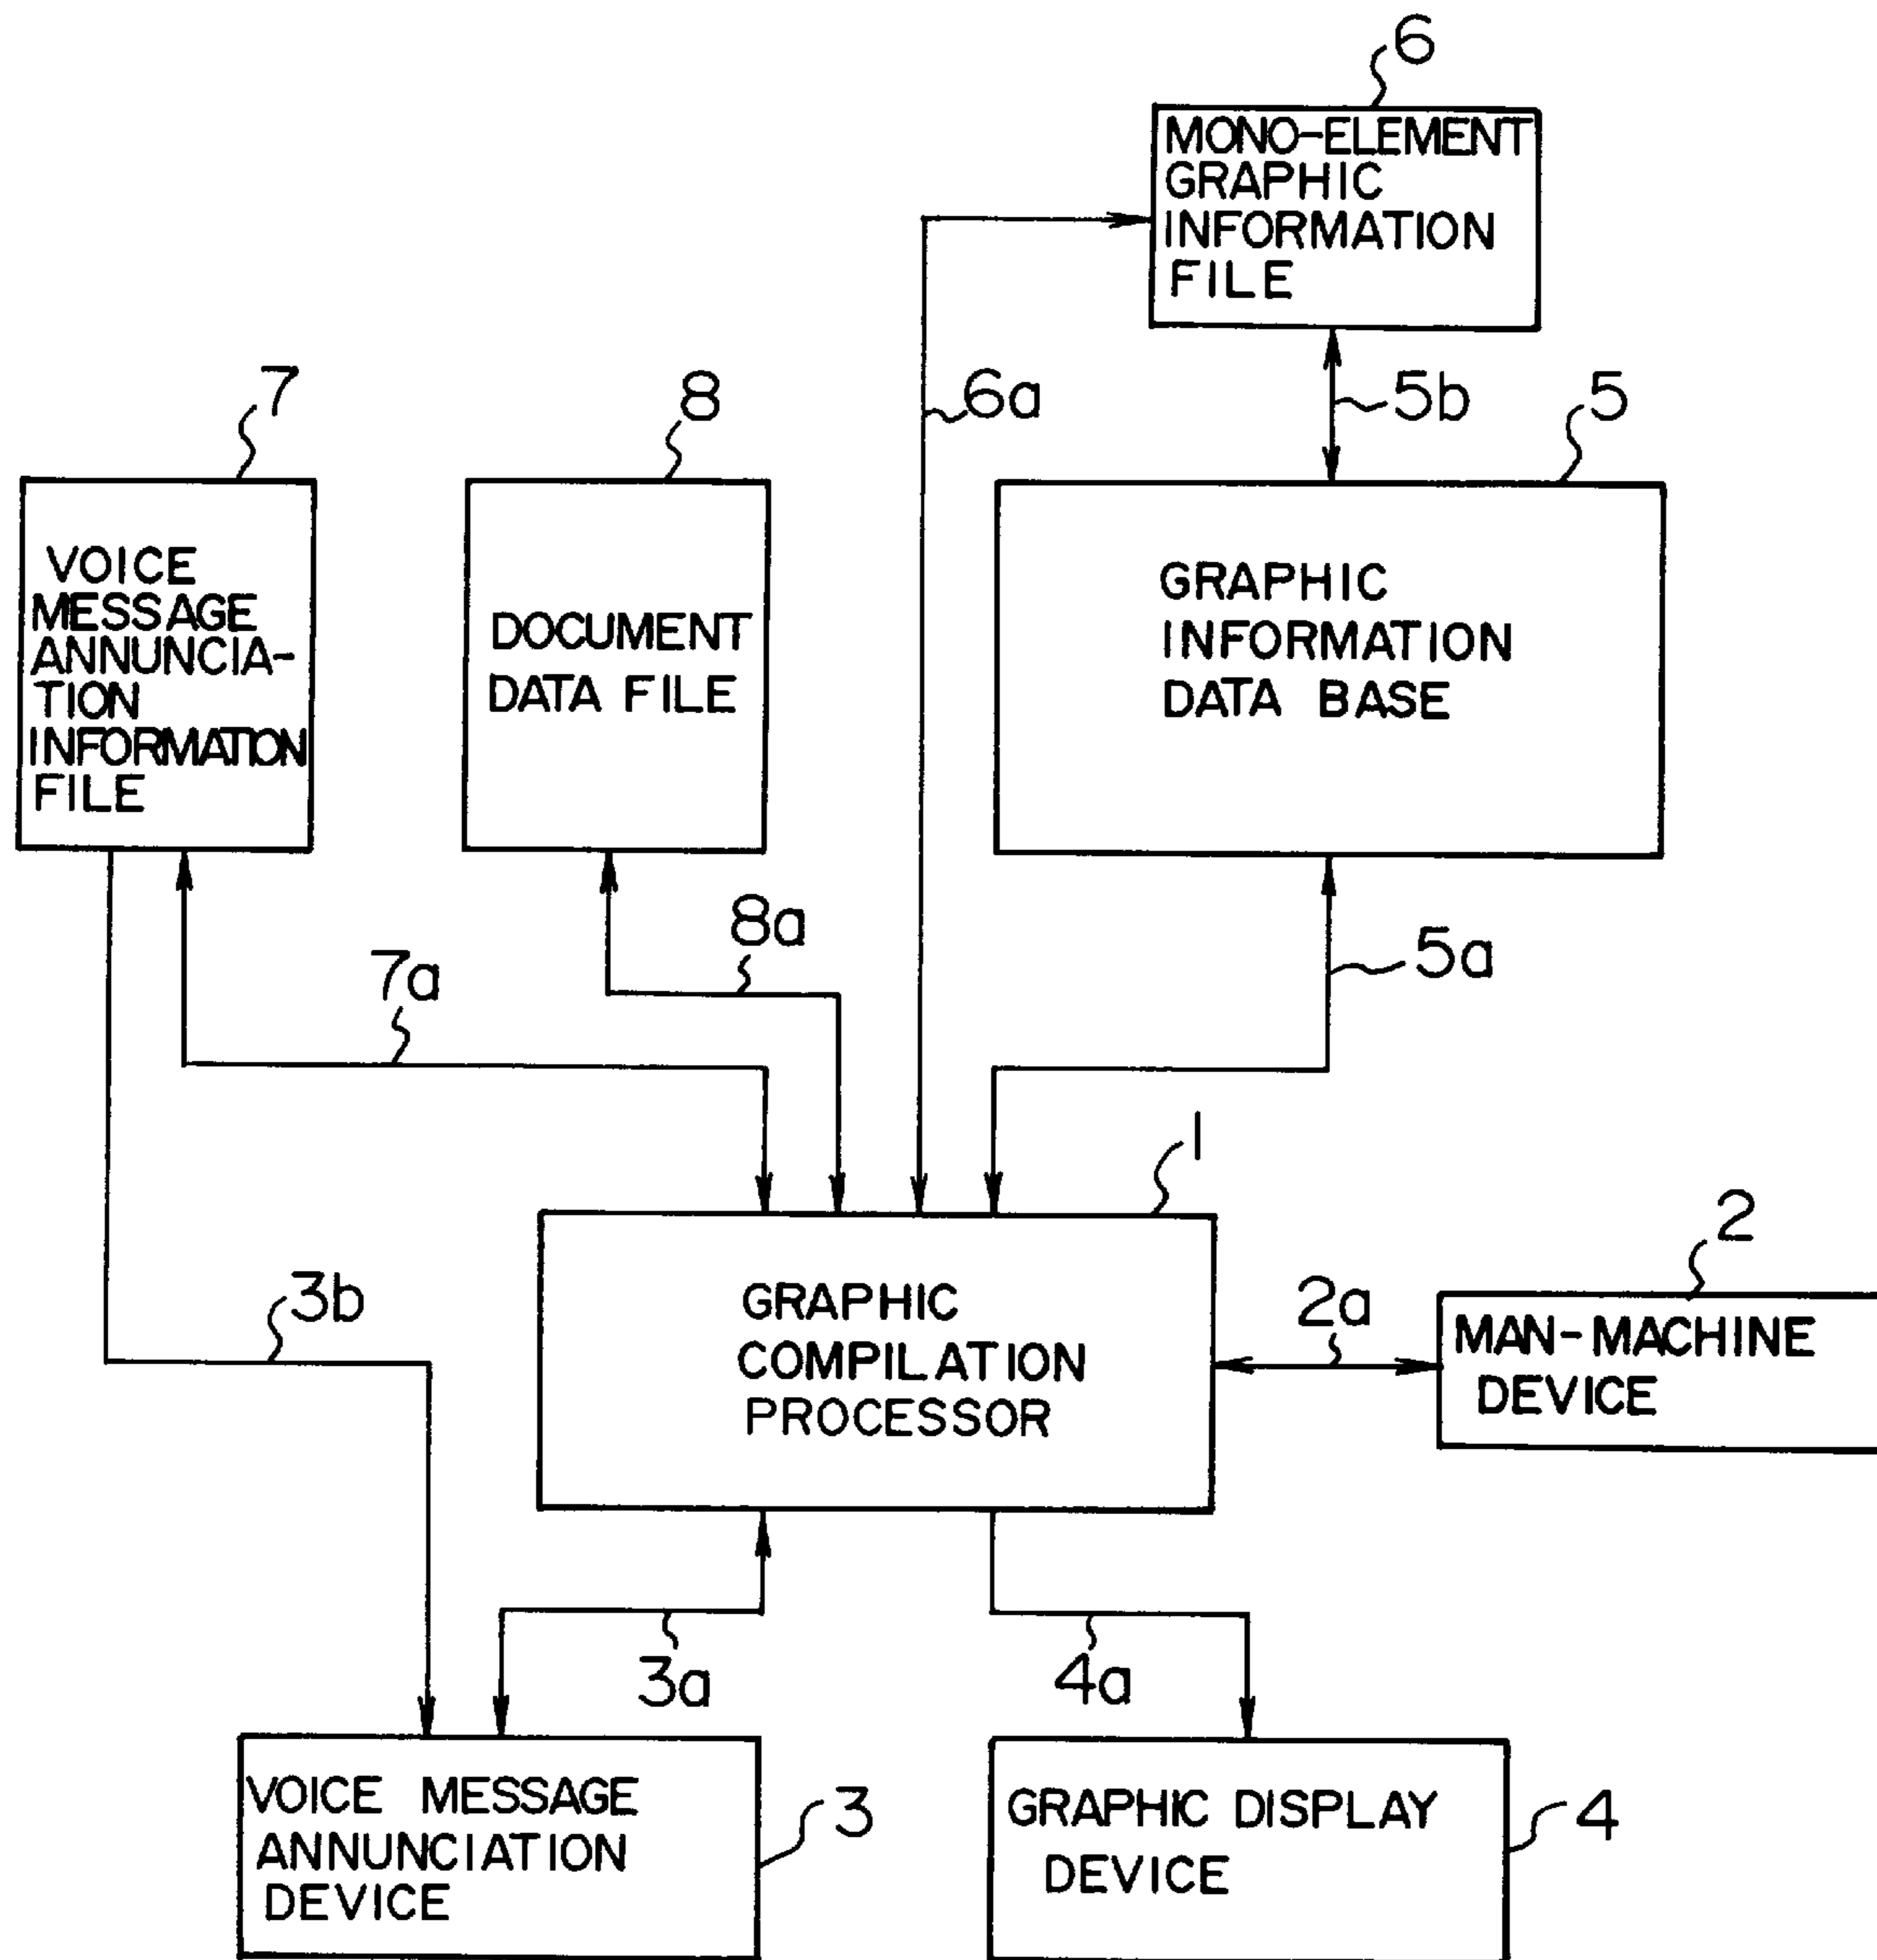 6
MONO-ELEMENT
GRAPHIC
INFORMATION
FILE
6a
5b
7
8
5
VOICE
MESSAGE
ANNUNCIA-
TION
INFORMATION
FILE
DOCUMENT
DATA FILE
GRAPHIC
INFORMATION
DATA BASE
8a
5a
7a
1
2
3b
GRAPHIC
COMPILATION
PROCESSOR
2a
MAN-MACHINE
DEVICE
3a
4a
VOICE MESSAGE
ANNUNCIATION
DEVICE
3
GRAPHIC DISPLAY
DEVICE
4